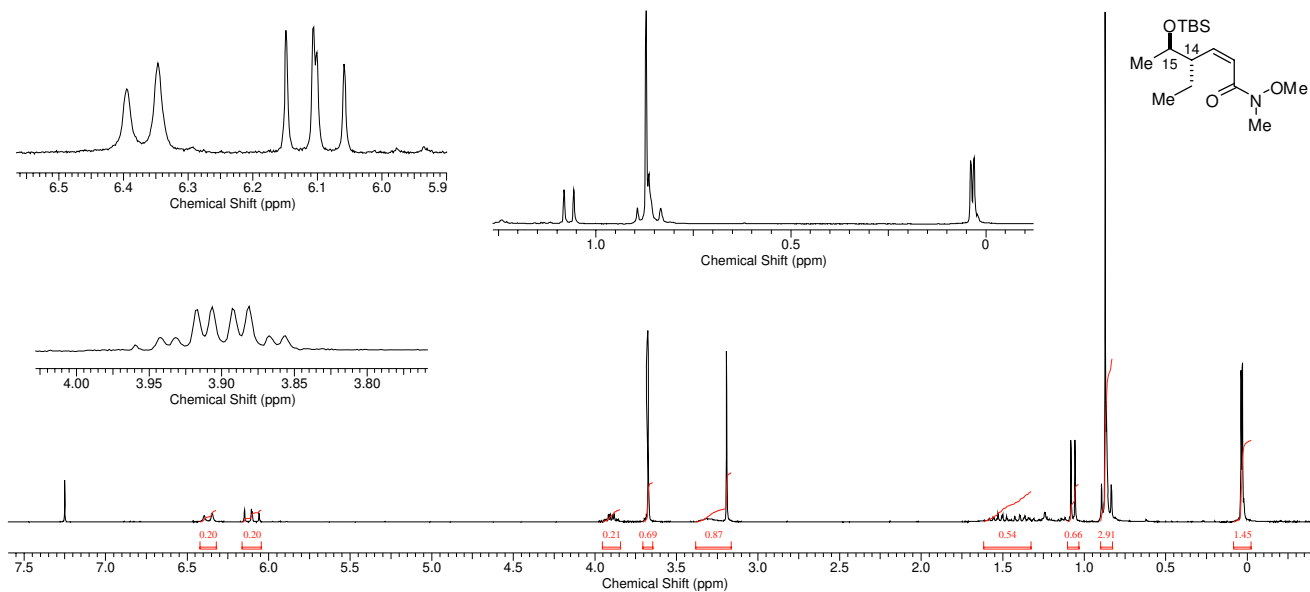 OTBS
14
15
Me
Me
O
N
OMe
Me
6.5 6.4 6.3 6.2 6.1 6.0 5.9
Chemical Shift (ppm)
1.0 0.5 0
Chemical Shift (ppm)
4.00 3.95 3.90 3.85 3.80
Chemical Shift (ppm)
0.20 0.20 0.21 0.69 0.87 0.54 0.66 2.91 1.45
7.5 7.0 6.5 6.0 5.5 5.0 4.5 4.0 3.5 3.0 2.5 2.0 1.5 1.0 0.5 0
Chemical Shift (ppm)